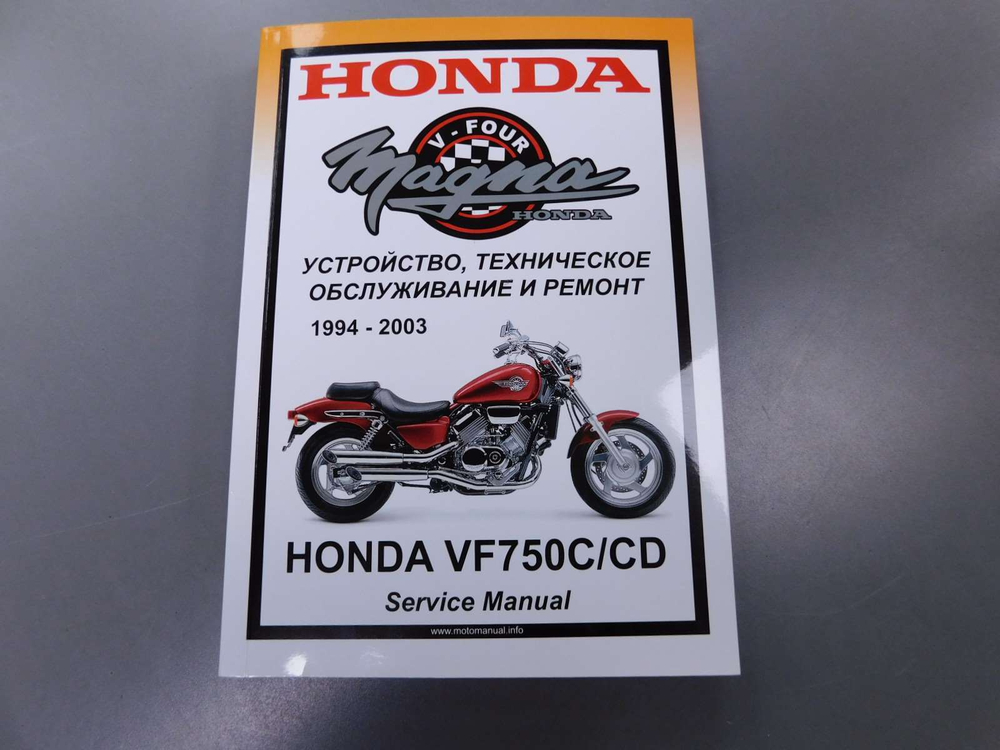 HONDA
V - FOUR
Magna
HONDA
УСТРОЙСТВО, ТЕХНИЧЕСКОЕ
ОБСЛУЖИВАНИЕ И РЕМОНТ
1994 - 2003
HONDA VF750C/CD
Service Manual
www.motomanual.info